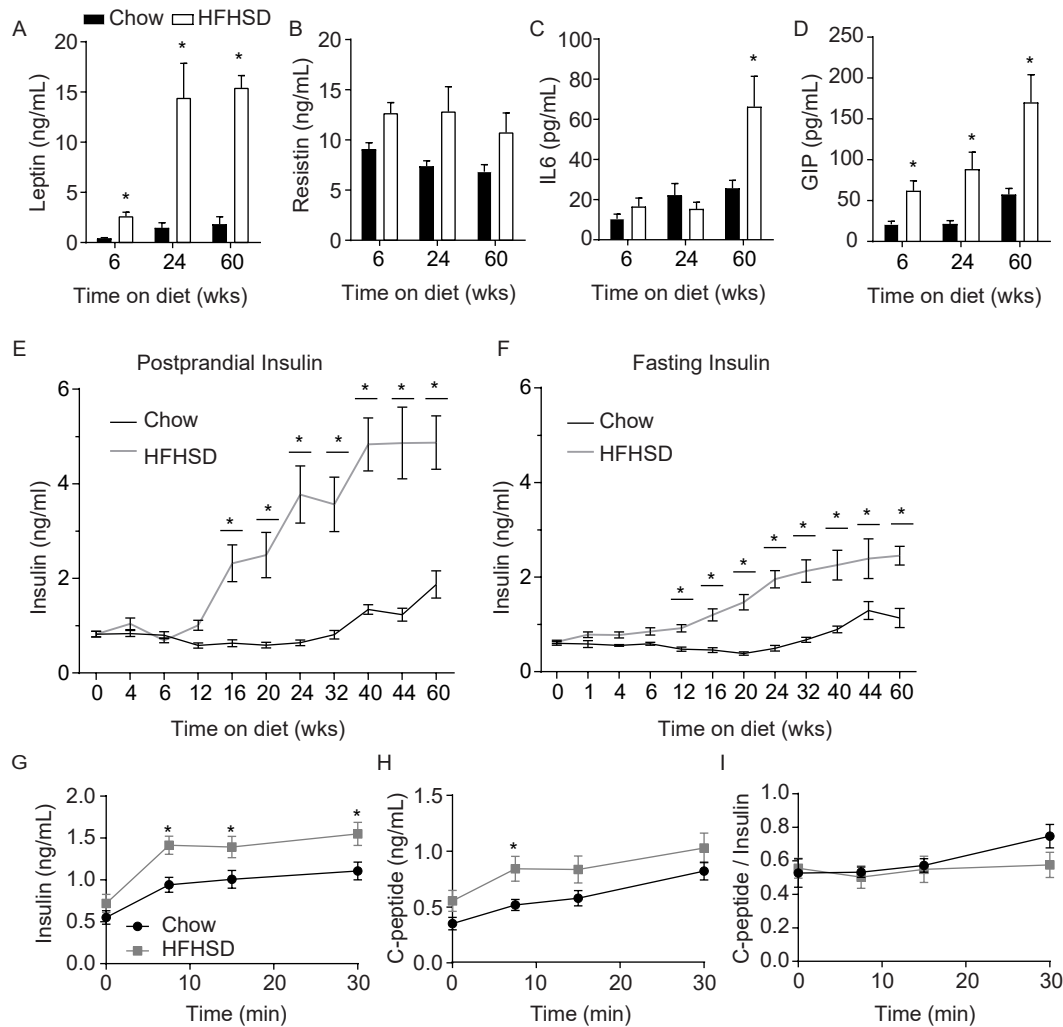 Chow HFHSD
A
Leptin (ng/mL)
20
15
10
5
0
6 24 60
Time on diet (wks)
B
Resistin (ng/mL)
20
15
10
5
0
6 24 60
Time on diet (wks)
C
IL6 (pg/mL)
100
80
60
40
20
0
6 24 60
Time on diet (wks)
D
GIP (pg/mL)
250
200
150
100
50
0
6 24 60
Time on diet (wks)
* * *
*
* * *
E
Postprandial Insulin
Chow
HFHSD
Insulin (ng/ml)
6
4
2
0
* * * * * * *
0 4 6 12 16 20 24 32 40 44 60
Time on diet (wks)
F
Fasting Insulin
Chow
HFHSD
Insulin (ng/ml)
6
4
2
0
* * * * * * * *
0 1 4 6 12 16 20 24 32 40 44 60
Time on diet (wks)
G
Insulin (ng/mL)
2.0
1.5
1.0
0.5
0.0
* * *
Chow
HFHSD
0 10 20 30
Time (min)
H
C-peptide (ng/mL)
1.5
1.0
0.5
0.0
*
0 10 20 30
Time (min)
I
C-peptide / Insulin
1.0
0.8
0.6
0.4
0.2
0.0
0 10 20 30
Time (min)